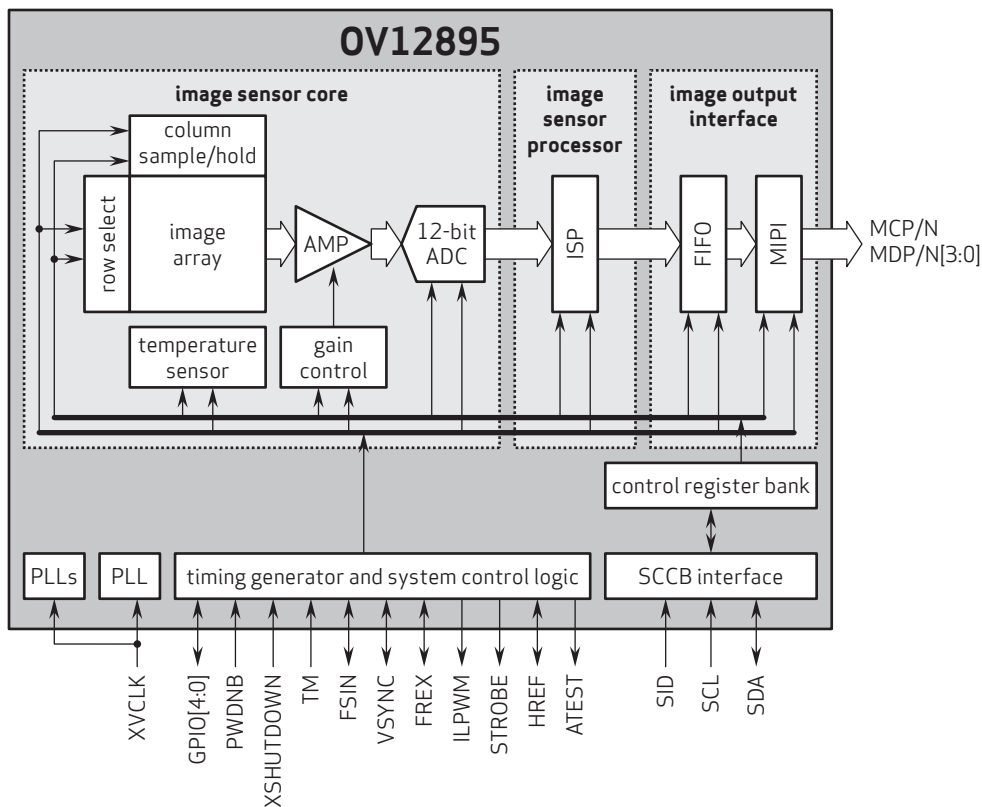 OV12895
image sensor core
image
sensor
processor
image output
interface
column
sample/hold
row select
image
array
AMP
12-bit
ADC
ISP
FIFO
MIPI
MCP/N
MDP/N[3:0]
temperature
sensor
gain
control
control register bank
PLLs
PLL
timing generator and system control logic
SCCB interface
XVCLK
GPIO[4:0]
PWDNB
XSHUTDOWN
TM
FSIN
VSYNC
FREX
ILPWM
STROBE
HREF
ATEST
SID
SCL
SDA